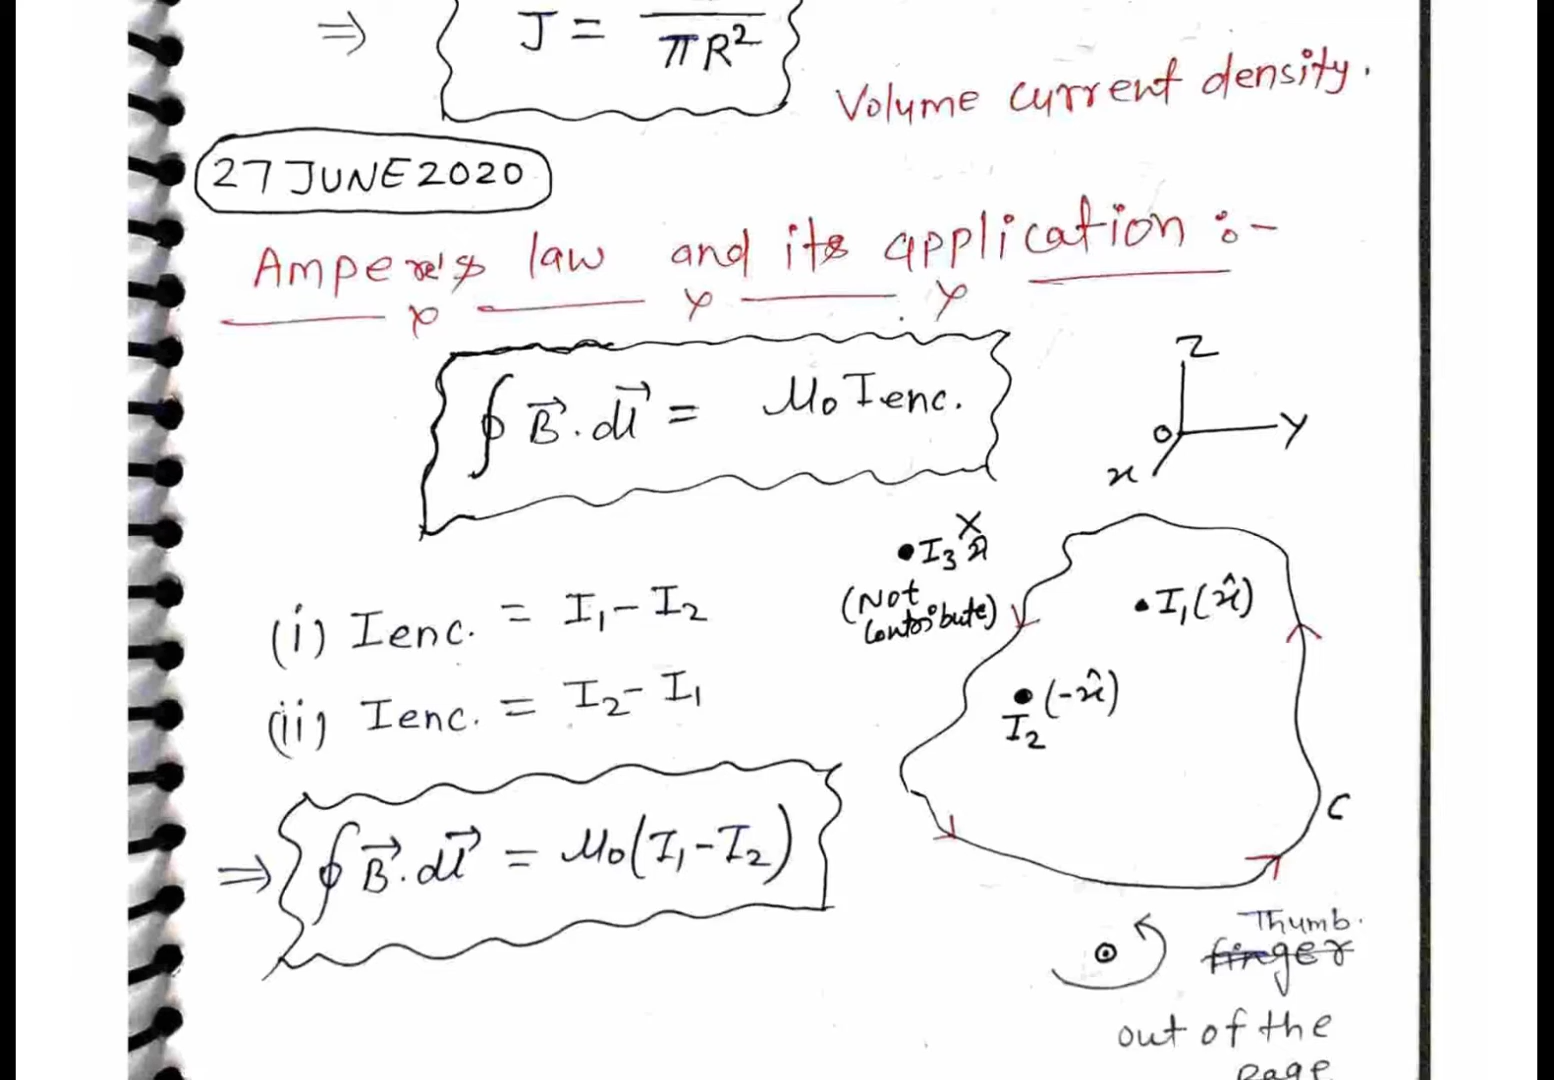 ⇒ J = / πR²
Volume current density.
27 JUNE 2020
Ampere's law and its application :-
∮ B⃗ . dl⃗ = μ₀ Ienc.
Z
O Y
x
I₃ x̂
(Not
Contribute)
I₁(x̂)
(i) Ienc. = I₁ - I₂
(-x̂)
I₂
(ii) Ienc. = I₂ - I₁
C
⇒ ∮ B⃗ . dl⃗ = μ₀(I₁ - I₂)
Thumb.
finger
out of the
page